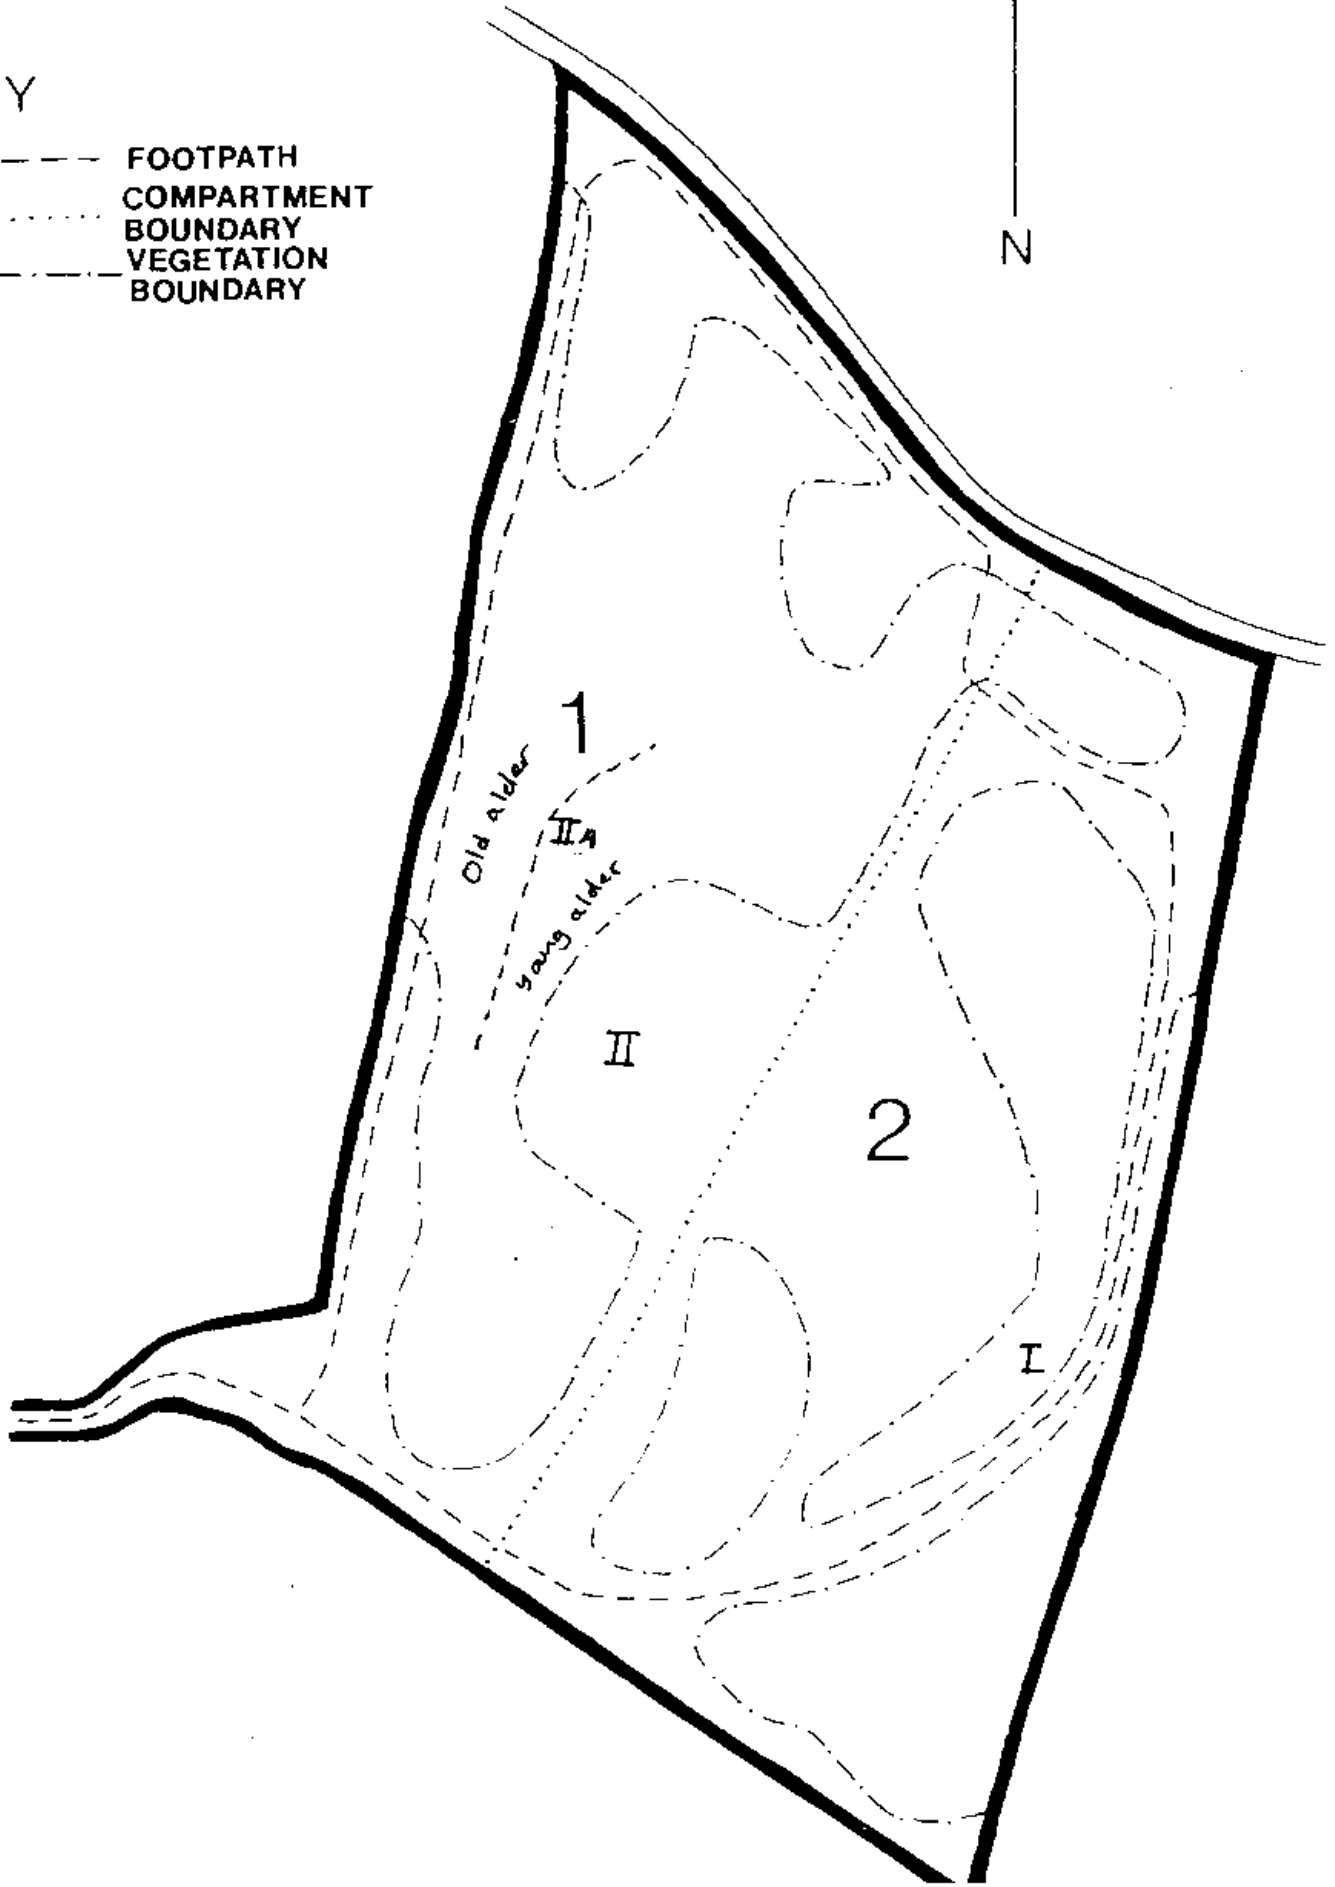 Y
FOOTPATH
COMPARTMENT
BOUNDARY
VEGETATION
BOUNDARY
N
1
Old alder
IIA
young alder
II
2
I